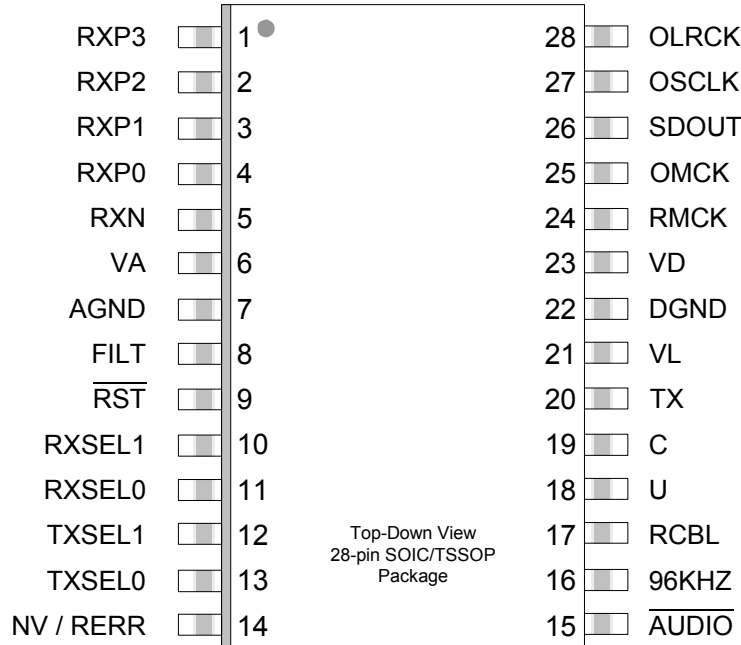 RXP3 1 28 OLRCK
RXP2 2 27 OSCLK
RXP1 3 26 SDOUT
RXP0 4 25 OMCK
RXN 5 24 RMCK
VA 6 23 VD
AGND 7 22 DGND
FILT 8 21 VL
R̅S̅T̅ 9 20 TX
RXSEL1 10 19 C
RXSEL0 11 18 U
TXSEL1 12 17 RCBL
TXSEL0 13 16 96KHZ
NV / RERR 14 15 A̅U̅D̅I̅O̅
Top-Down View
28-pin SOIC/TSSOP
Package